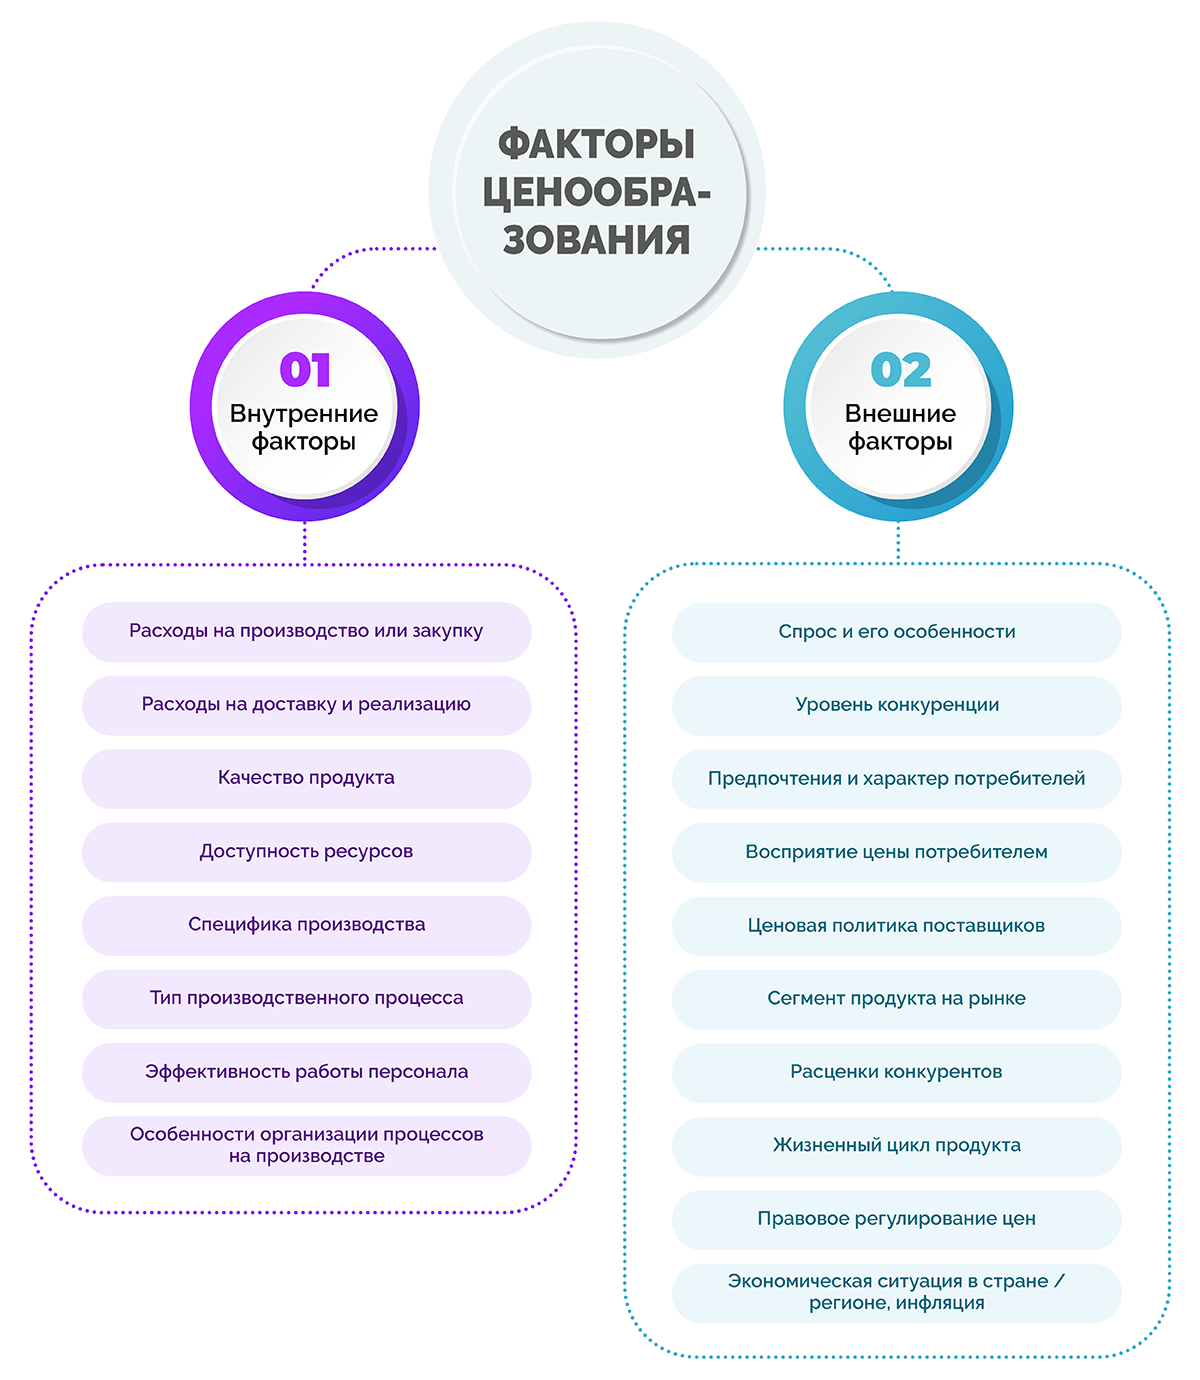 ФАКТОРЫ
ЦЕНООБРА-
ЗОВАНИЯ
01
Внутренние
факторы
Расходы на производство или закупку
Расходы на доставку и реализацию
Качество продукта
Доступность ресурсов
Специфика производства
Тип производственного процесса
Эффективность работы персонала
Особенности организации процессов
на производстве
02
Внешние
факторы
Спрос и его особенности
Уровень конкуренции
Предпочтения и характер потребителей
Восприятие цены потребителем
Ценовая политика поставщиков
Сегмент продукта на рынке
Расценки конкурентов
Жизненный цикл продукта
Правовое регулирование цен
Экономическая ситуация в стране /
регионе, инфляция